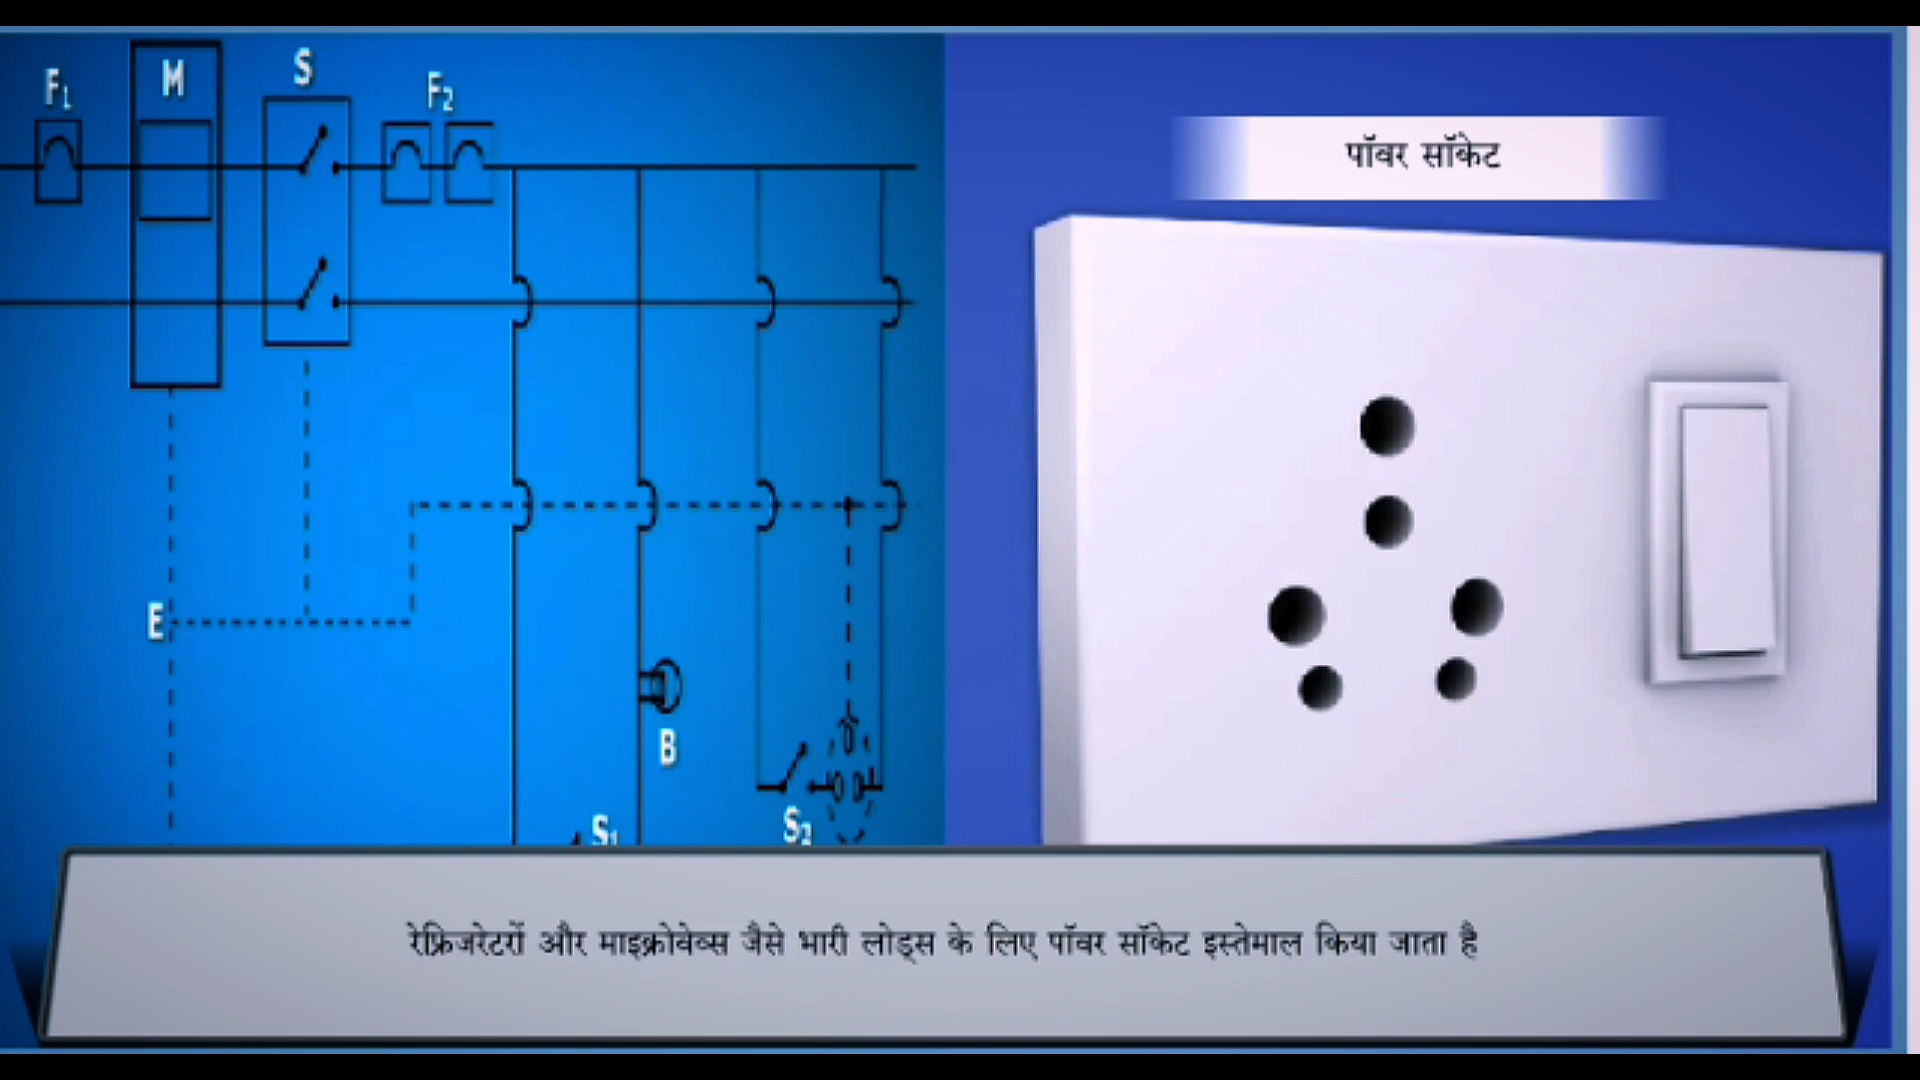 F₁
M
S
F₂
पॉवर सॉकेट
E
B
S₁
S₂
रेफ्रिजरेटरों और माइक्रोवेव्स जैसे भारी लोड्स के लिए पॉवर सॉकेट इस्तेमाल किया जाता है